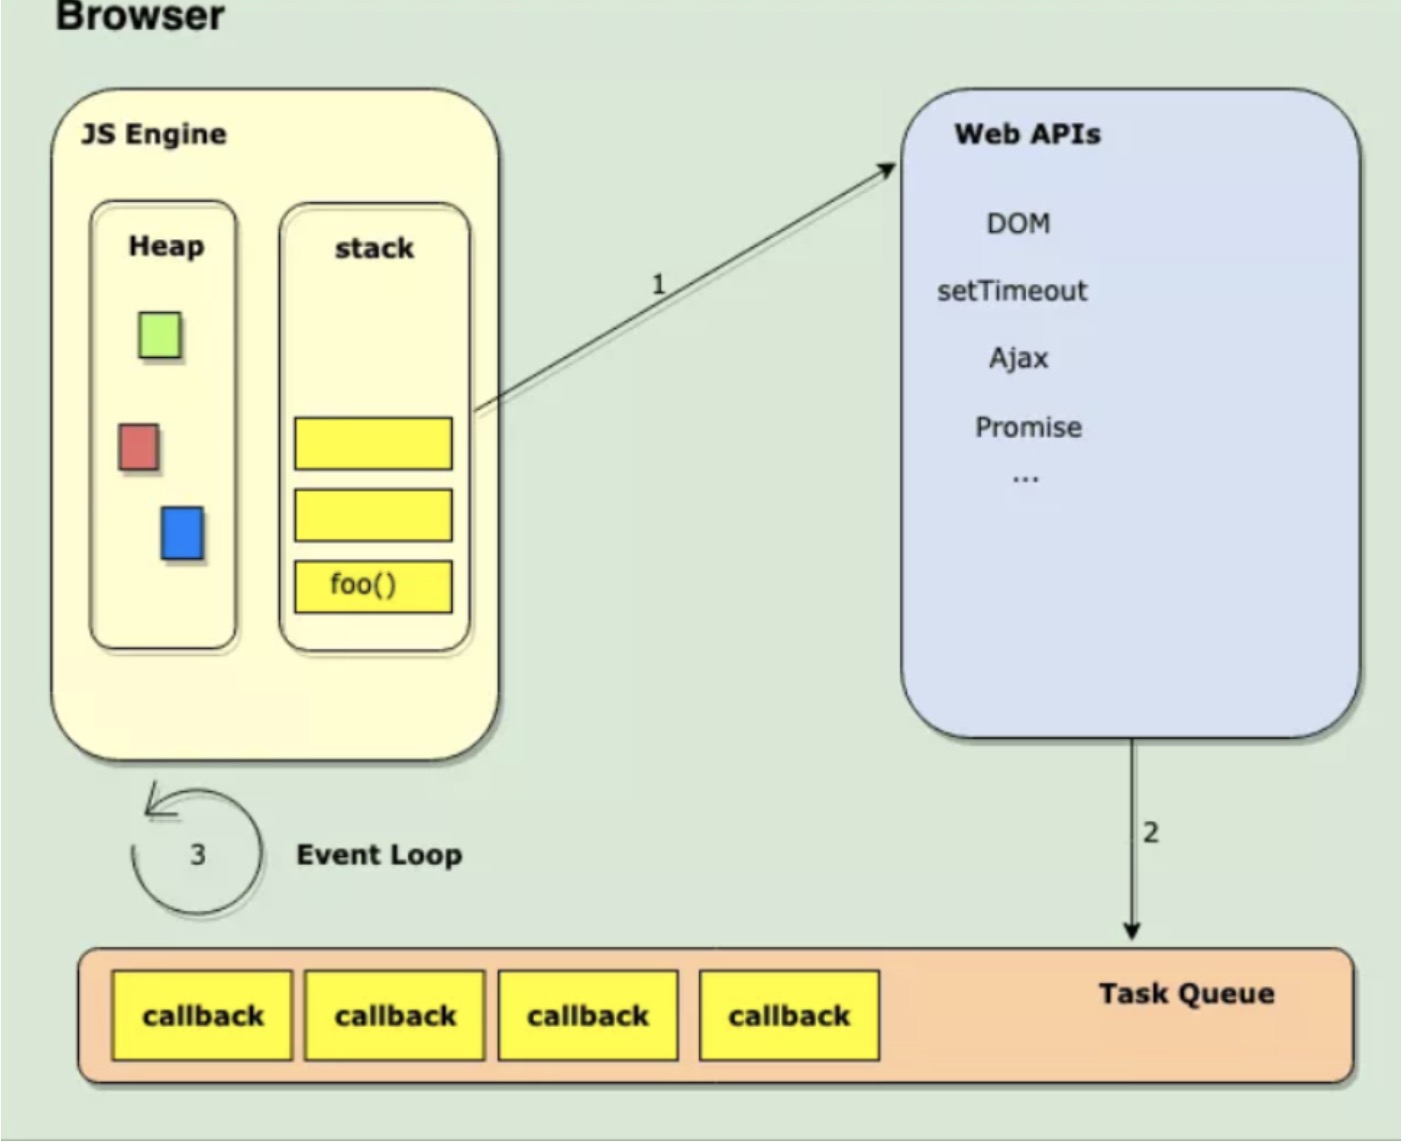 Browser
JS Engine
Heap
stack
foo()
1
Web APIs
DOM
setTimeout
Ajax
Promise
...
2
3
Event Loop
callback callback callback callback
Task Queue